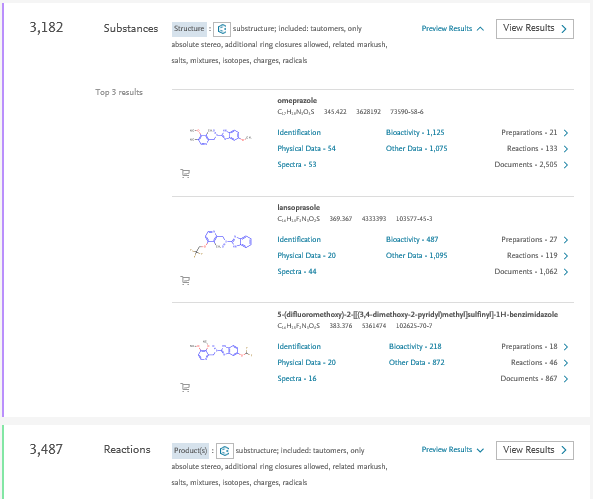 3,182 Substances Structure : substructure; included: tautomers, only Preview Results View Results
absolute stereo, additional ring closures allowed, related markush,
salts, mixtures, isotopes, charges, radicals
Top 3 results
omeprazole
C₁₇H₁₉N₃O₃S 345.422 3628192 73590-58-6
Identification Bioactivity - 1,125 Preparations - 21
Physical Data - 54 Other Data - 1,075 Reactions - 133
Spectra - 53 Documents - 2,505
lansoprasole
C₁₆H₁₄F₃N₃O₂S 369.367 4333393 103577-45-3
Identification Bioactivity - 487 Preparations - 27
Physical Data - 20 Other Data - 1,095 Reactions - 119
Spectra - 44 Documents - 1,062
5-(difluoromethoxy)-2-[[(3,4-dimethoxy-2-pyridyl)methyl]sulfinyl]-1H-benzimidazole
C₁₆H₁₅F₂N₃O₄S 383.376 5361474 102625-70-7
Identification Bioactivity - 218 Preparations - 18
Physical Data - 20 Other Data - 872 Reactions - 46
Spectra - 16 Documents - 867
3,487 Reactions Product(s) : substructure; included: tautomers, only Preview Results View Results
absolute stereo, additional ring closures allowed, related markush,
salts, mixtures, isotopes, charges, radicals